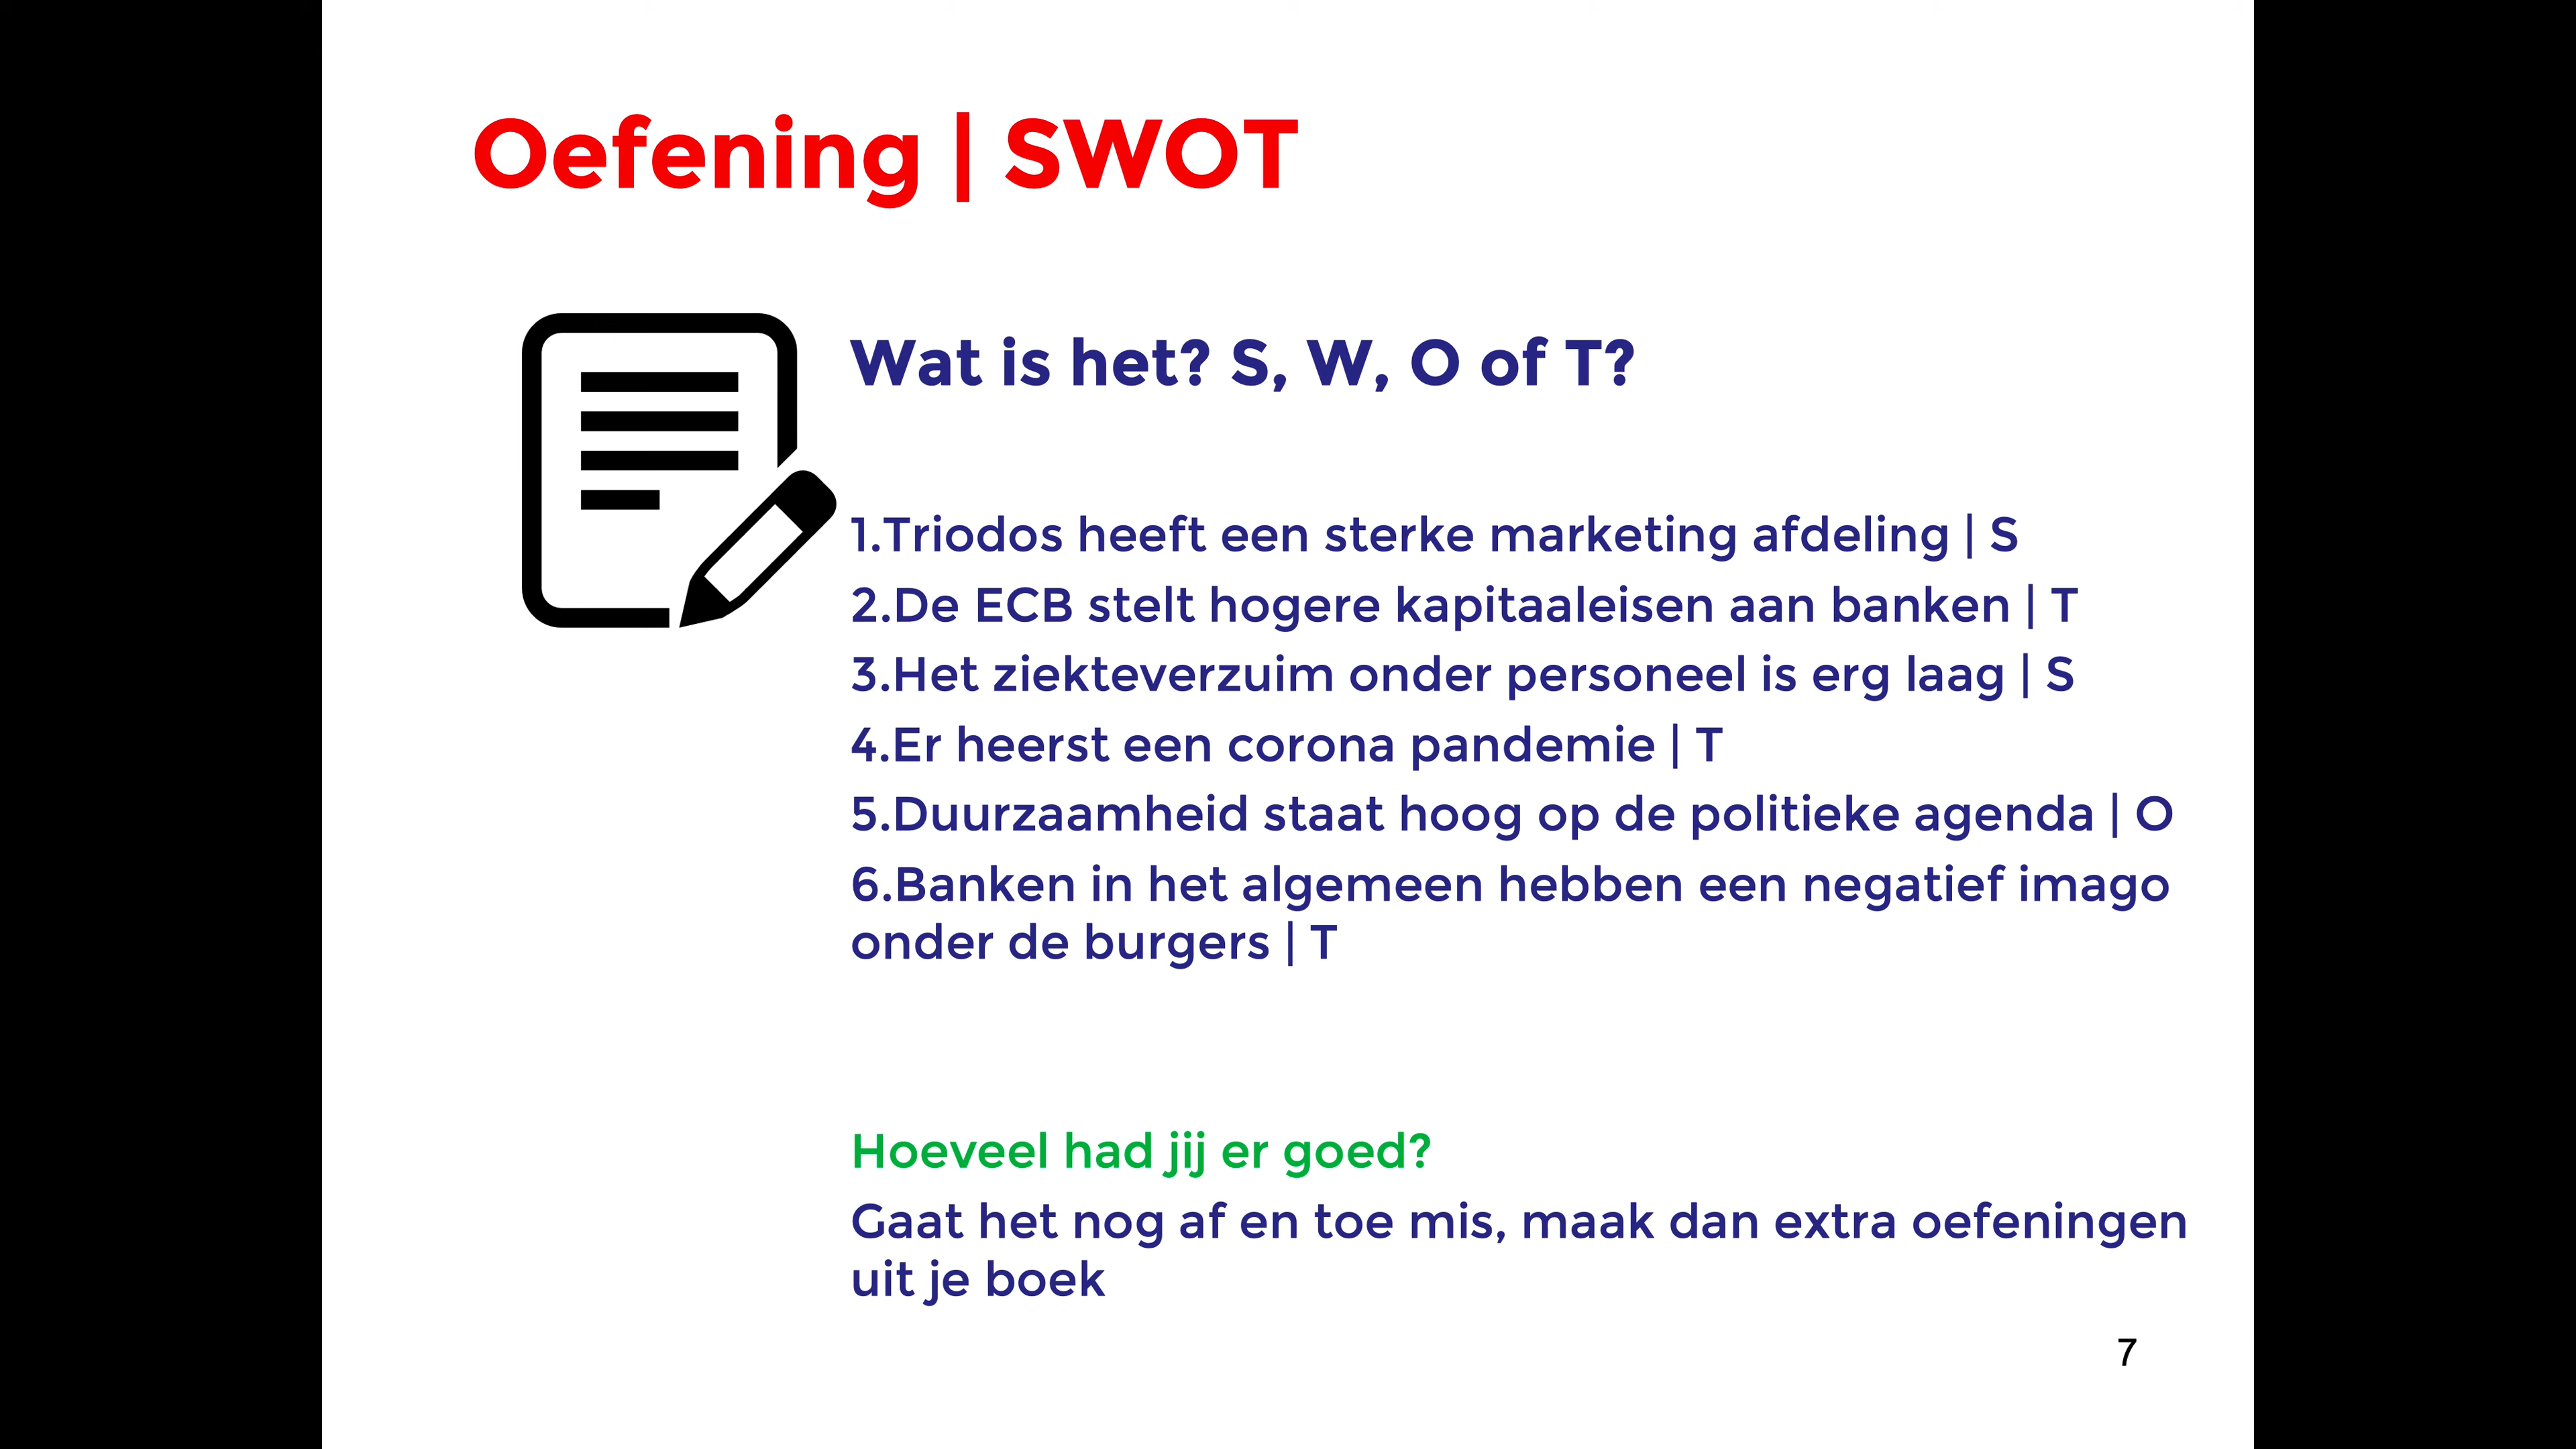 Oefening | SWOT
Wat is het? S, W, O of T?
1.Triodos heeft een sterke marketing afdeling | S
2.De ECB stelt hogere kapitaaleisen aan banken | T
3.Het ziekteverzuim onder personeel is erg laag | S
4.Er heerst een corona pandemie | T
5.Duurzaamheid staat hoog op de politieke agenda | O
6.Banken in het algemeen hebben een negatief imago
onder de burgers | T
Hoeveel had jij er goed?
Gaat het nog af en toe mis, maak dan extra oefeningen
uit je boek
7